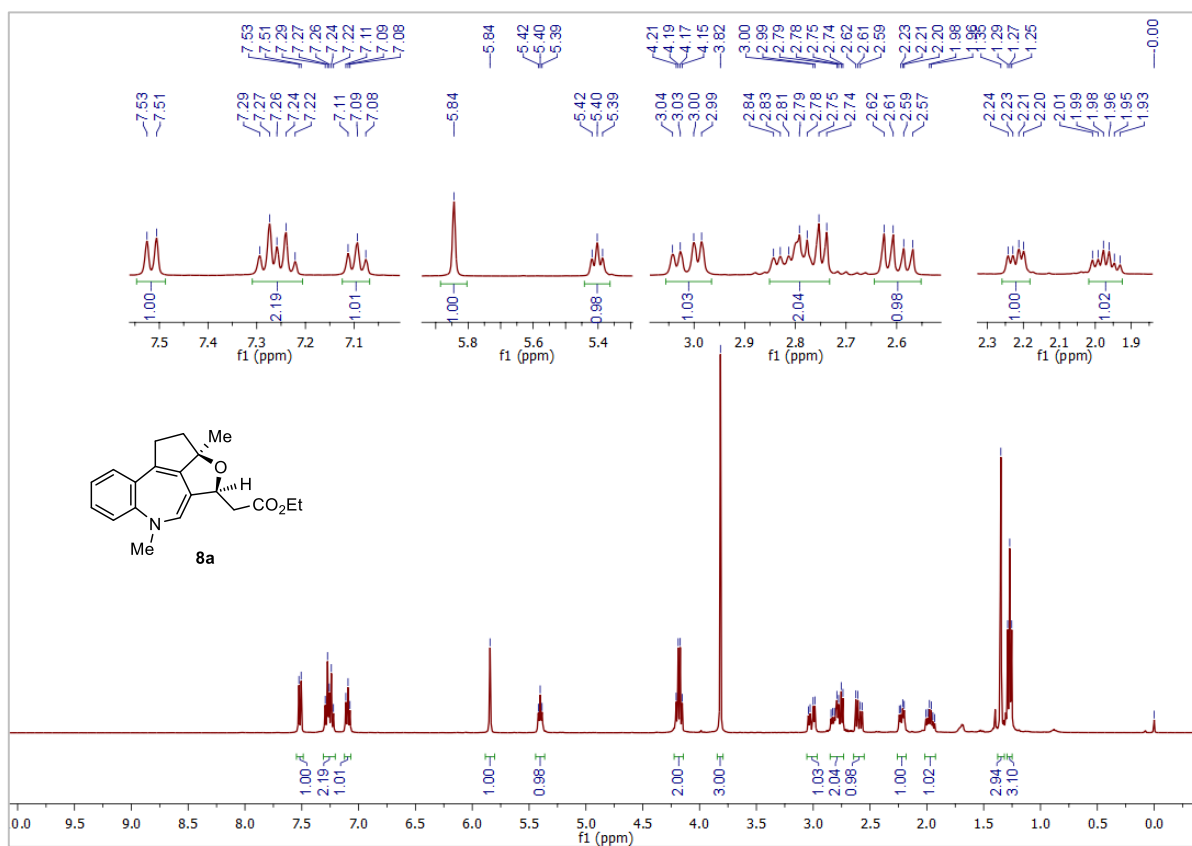 7.53 7.51 7.29 7.27 7.26 7.24 7.22 7.11 7.09 7.08 5.84 5.42 5.40 5.39 4.21 4.19 4.17 4.15 3.82 3.00 2.99 2.79 2.78 2.75 2.74 2.62 2.61 2.59 2.23 2.21 2.20 1.98 1.96 1.35 1.29 1.27 1.25 -0.00
7.53 7.51 7.29 7.27 7.26 7.24 7.22 7.11 7.09 7.08 5.84 5.42 5.40 5.39 3.04 3.03 3.00 2.99 2.84 2.83 2.81 2.79 2.78 2.75 2.74 2.62 2.61 2.59 2.57 2.24 2.23 2.21 2.20 2.01 1.99 1.98 1.96 1.95 1.93
1.00 2.19 1.01 1.00 0.98 1.03 2.04 0.98 1.00 1.02
7.5 7.4 7.3 7.2 7.1 5.8 5.6 5.4 3.0 2.9 2.8 2.7 2.6 2.3 2.2 2.1 2.0 1.9
f1 (ppm) f1 (ppm) f1 (ppm) f1 (ppm)
Me
O
H
CO2Et
N
Me
8a
1.00 2.19 1.01 1.00 0.98 2.00 3.00 1.03 2.04 0.98 1.00 1.02 2.94 3.10
0.0 9.5 9.0 8.5 8.0 7.5 7.0 6.5 6.0 5.5 5.0 4.5 4.0 3.5 3.0 2.5 2.0 1.5 1.0 0.5 0.0
f1 (ppm)